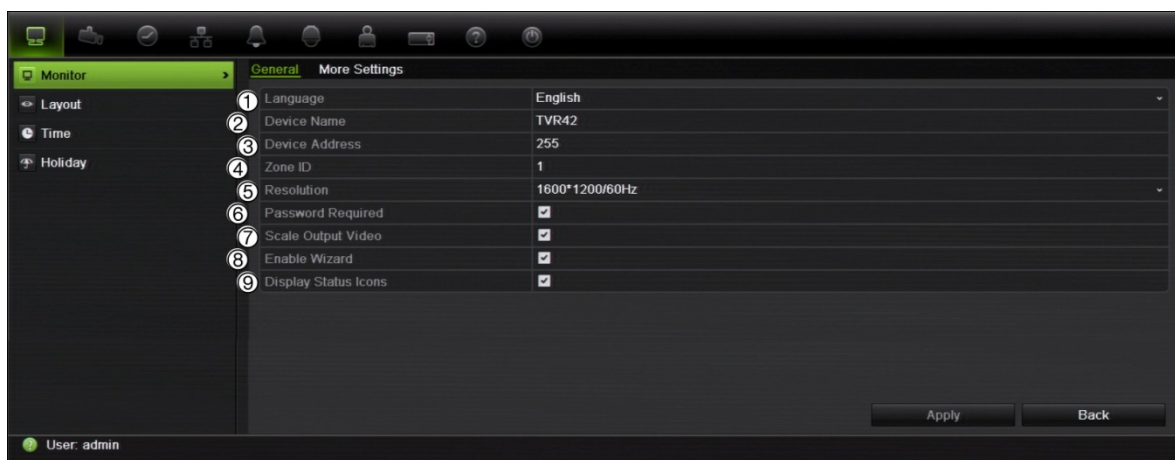 Monitor
Layout
Time
Holiday
General More Settings
① Language English
② Device Name TVR42
③ Device Address 255
④ Zone ID 1
⑤ Resolution 1600*1200/60Hz
⑥ Password Required
⑦ Scale Output Video
⑧ Enable Wizard
⑨ Display Status Icons
Apply Back
User: admin